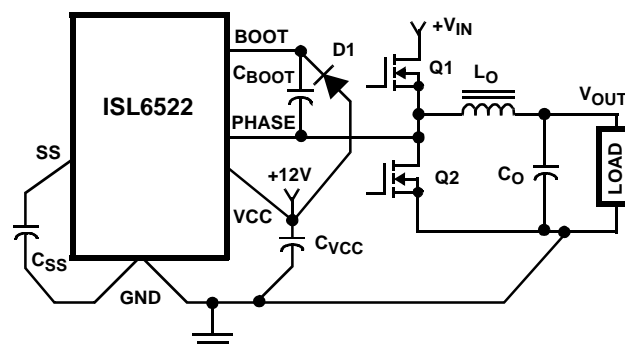 +VIN
BOOT
D1
Q1
CBOOT
LO
VOUT
ISL6522
PHASE
SS
+12V
Q2
CO
LOAD
VCC
CVCC
CSS
GND